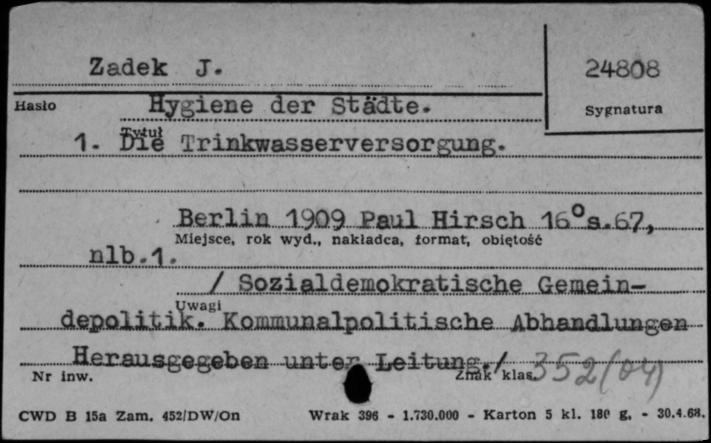 Zadek J.
24808
Hasło
Hygiene der Städte.
Sygnatura
Tytuł
1. Die Trinkwasserversorgung.
Berlin 1909 Paul Hirsch 16° s.67,
Miejsce, rok wyd., nakładca, format, objętość
nlb.1.
/ Sozialdemokratische Gemein-
Uwagi
depolitik. Kommunalpolitische Abhandlungen
Herausgegeben unter Leitung./
352(04)
Nr inw.
Znak klas.
CWD B 15a Zam. 452/DW/On Wrak 396 - 1.730.000 - Karton 5 kl. 180 g. - 30.4.68.